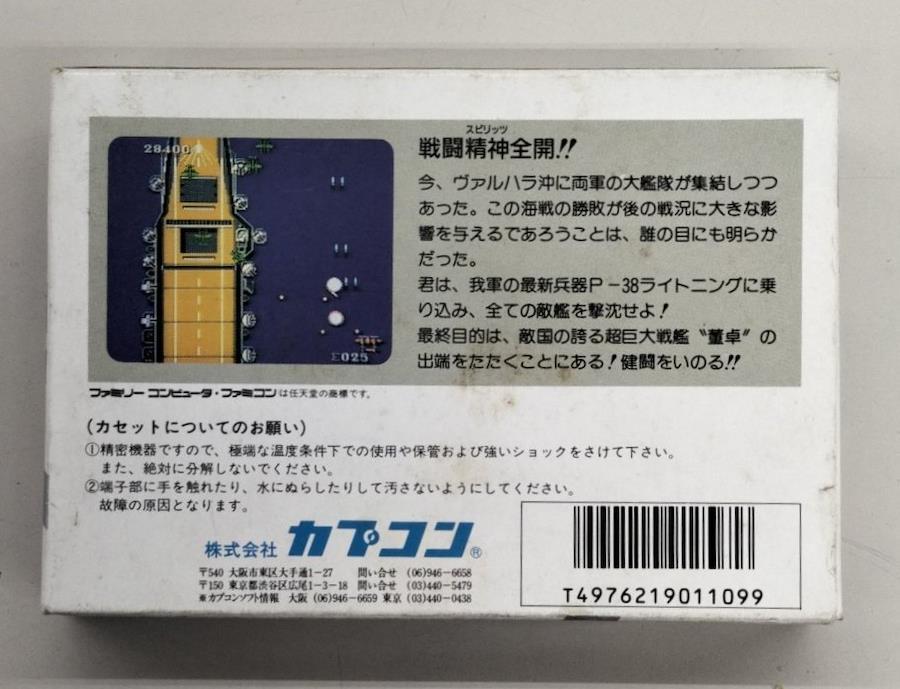 28400
E025
スピリッツ
戦闘精神全開!!
今、ヴァルハラ沖に両軍の大艦隊が集結しつつ
あった。この海戦の勝敗が後の戦況に大きな影
響を与えるであろうことは、誰の目にも明らか
だった。
君は、我軍の最新兵器P-38ライトニングに乗
り込み、全ての敵艦を撃沈せよ!
最終目的は、敵国の誇る超巨大戦艦〝董卓〟の
出端をたたくことにある!健闘をいのる!!
ファミリーコンピュータ・ファミコンは任天堂の商標です。
(カセットについてのお願い)
①精密機器ですので、極端な温度条件下での使用や保管および強いショックをさけて下さい。
また、絶対に分解しないでください。
②端子部に手を触れたり、水にぬらしたりして汚さないようにしてください。
故障の原因となります。
株式会社 カプコン®
〒540 大阪市東区大手通1-27 問い合せ (06)946-6658
〒150 東京都渋谷区広尾1-3-18 問い合せ (03)440-5479
※カプコンソフト情報 大阪 (06)946-6659 東京 (03)440-0438
T4976219011099